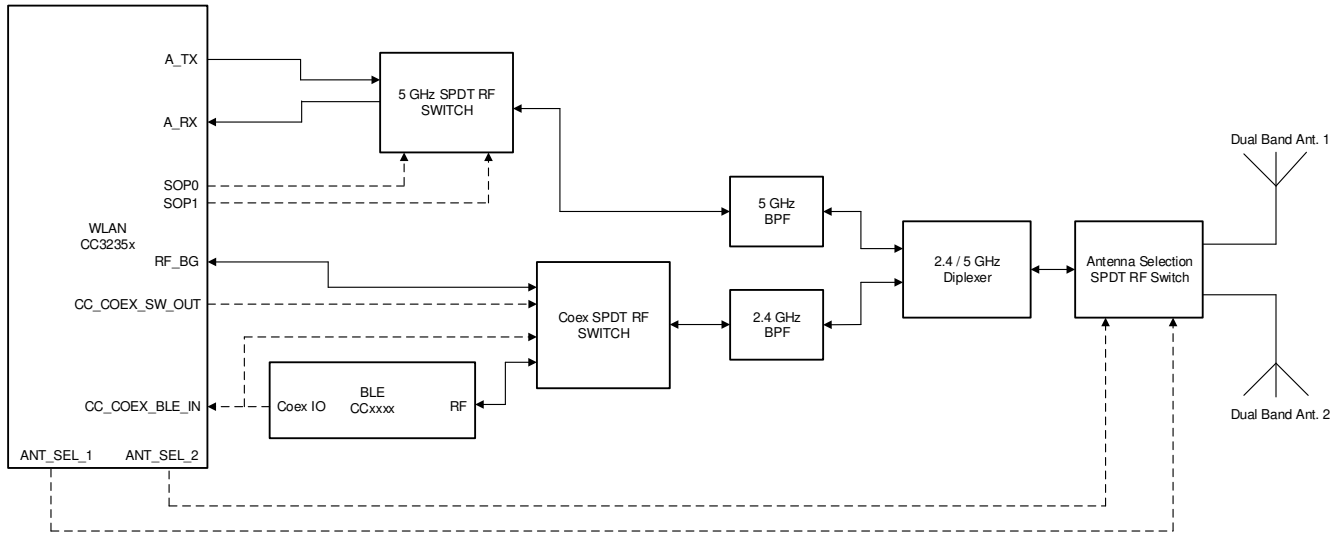 A_TX
A_RX
SOP0
SOP1
WLAN
CC3235x
RF_BG
CC_COEX_SW_OUT
CC_COEX_BLE_IN
ANT_SEL_1
ANT_SEL_2
5 GHz SPDT RF
SWITCH
Coex SPDT RF
SWITCH
Coex IO
BLE
CCxxxx
RF
5 GHz
BPF
2.4 GHz
BPF
2.4 / 5 GHz
Diplexer
Antenna Selection
SPDT RF Switch
Dual Band Ant. 1
Dual Band Ant. 2